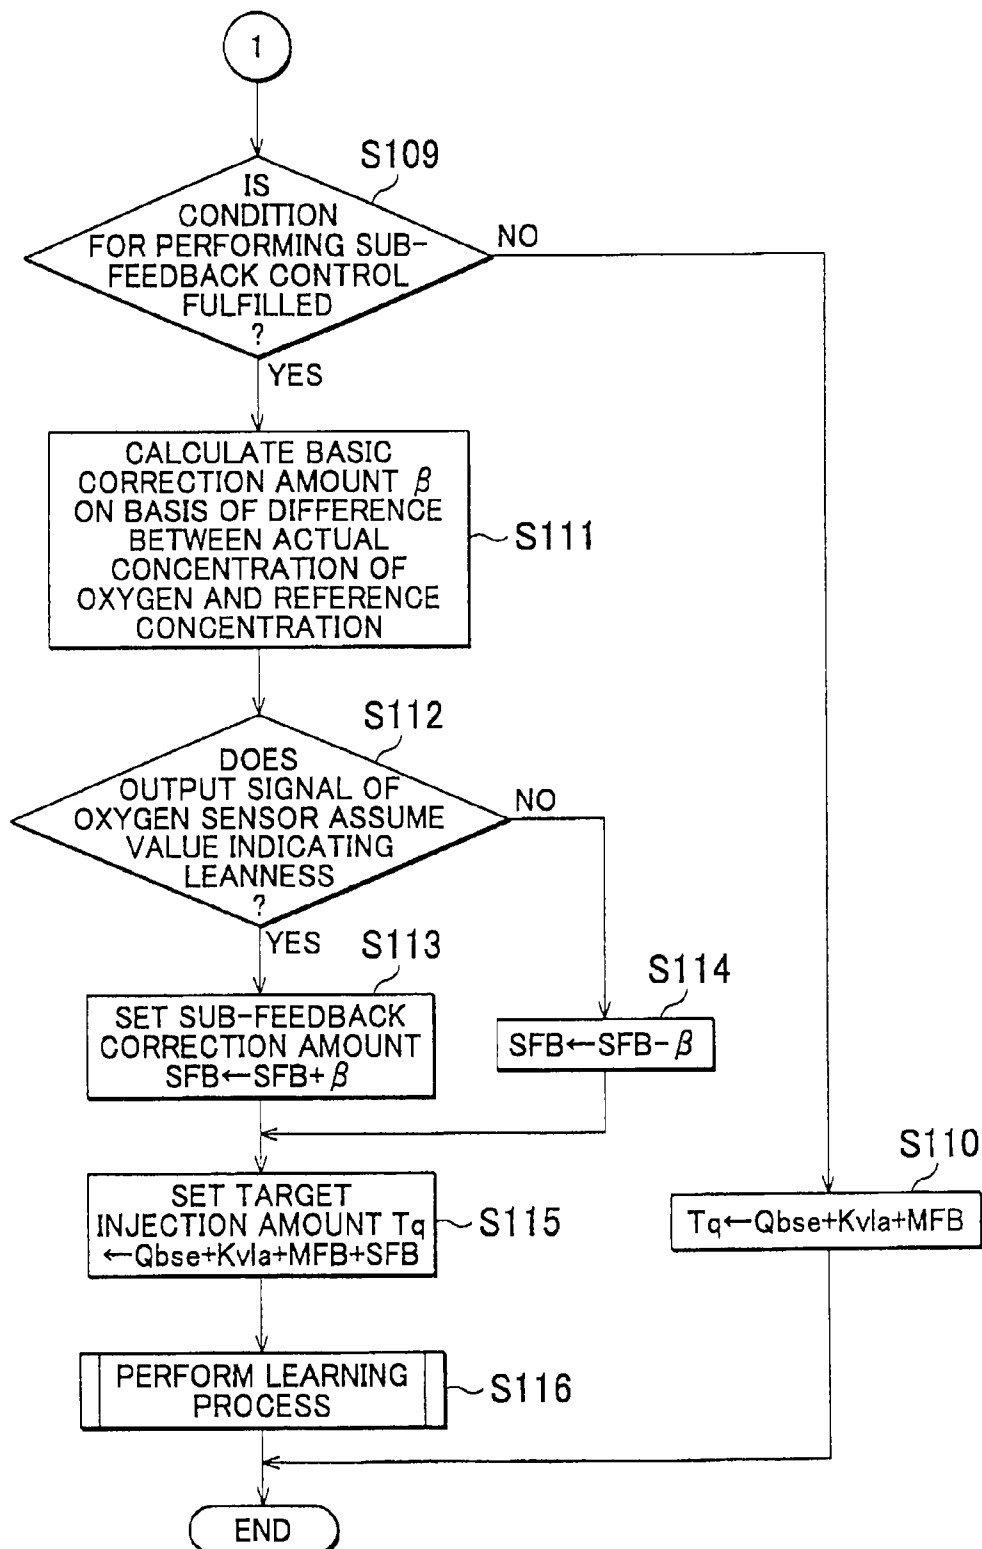 1
S109
IS
CONDITION
FOR PERFORMING SUB-
FEEDBACK CONTROL
FULFILLED
?
NO
YES
CALCULATE BASIC
CORRECTION AMOUNT β
ON BASIS OF DIFFERENCE
BETWEEN ACTUAL
CONCENTRATION OF
OXYGEN AND REFERENCE
CONCENTRATION
S111
S112
DOES
OUTPUT SIGNAL OF
OXYGEN SENSOR ASSUME
VALUE INDICATING
LEANNESS
?
NO
YES
S113
SET SUB-FEEDBACK
CORRECTION AMOUNT
SFB←SFB+β
S114
SFB←SFB-β
S115
SET TARGET
INJECTION AMOUNT Tq
←Qbse+Kvla+MFB+SFB
S110
Tq←Qbse+Kvla+MFB
PERFORM LEARNING
PROCESS
S116
END